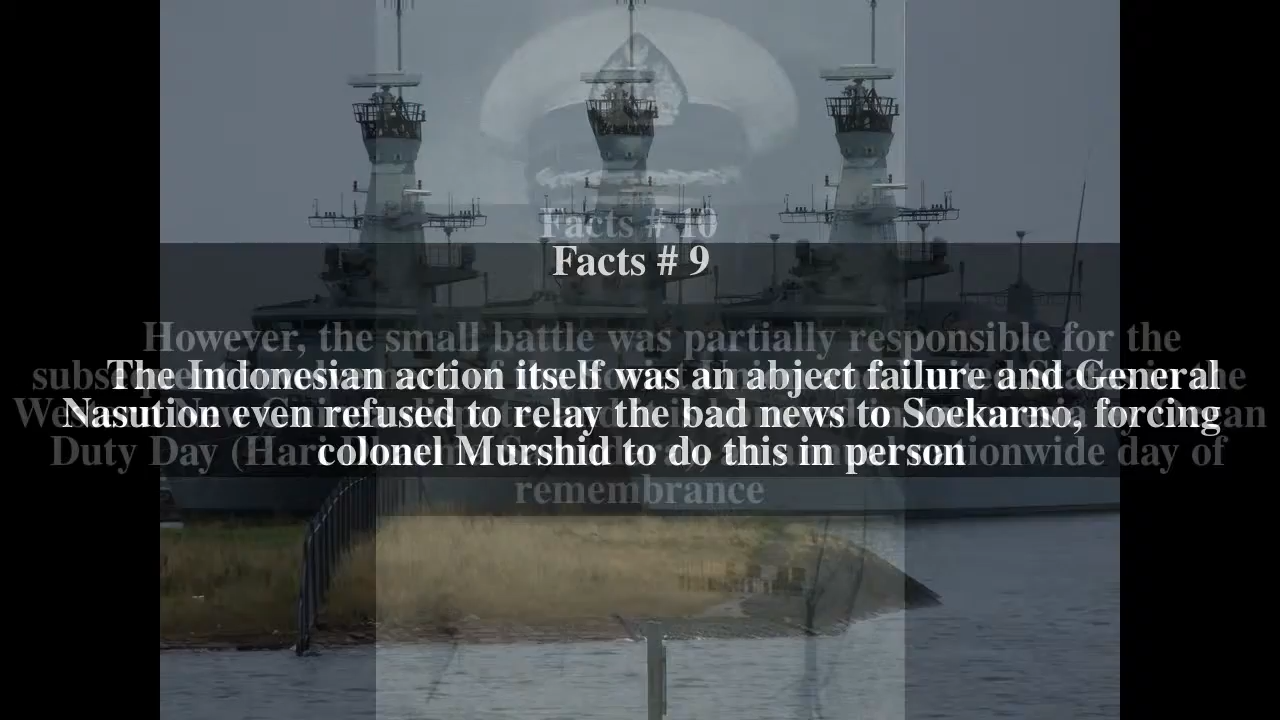 Facts # 10
Facts # 9
However, the small battle was partially responsible for the
The Indonesian action itself was an abject failure and General
Nasution even refused to relay the bad news to Soekarno, forcing
Duty Day nationwide day of
colonel Murshid to do this in person
remembrance